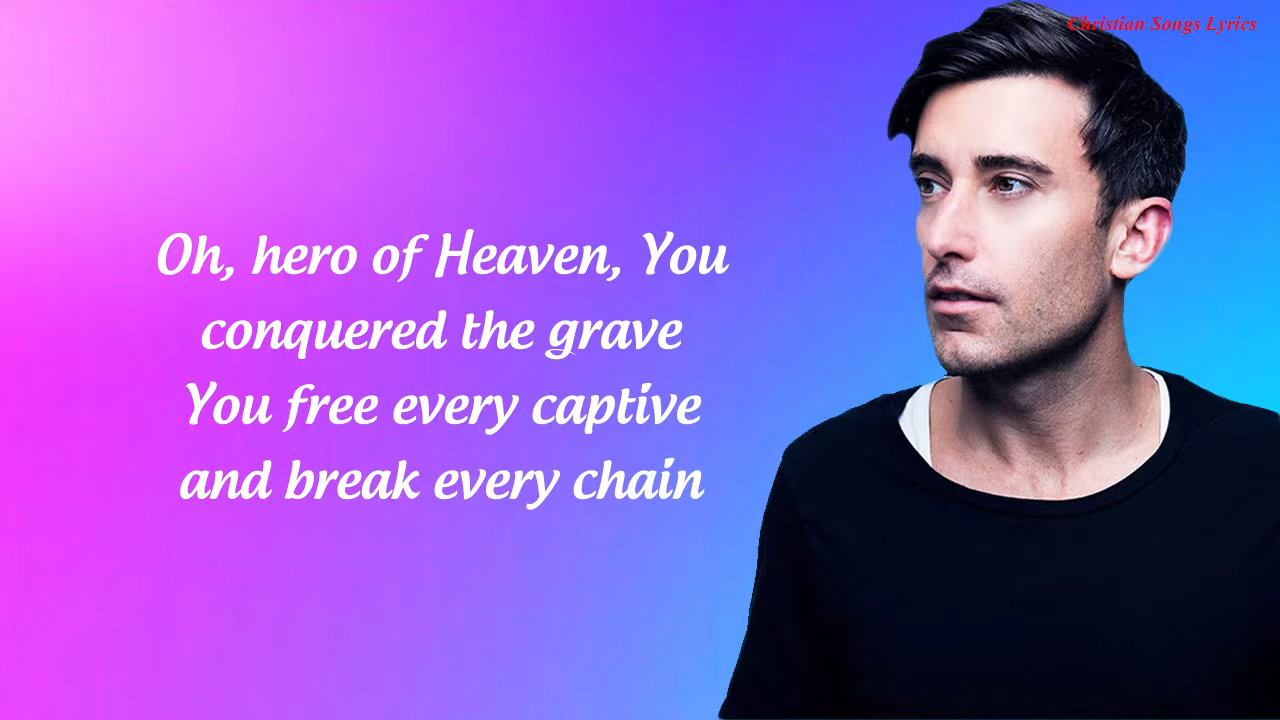 Christian Songs Lyrics
Oh, hero of Heaven, You
conquered the grave
You free every captive
and break every chain